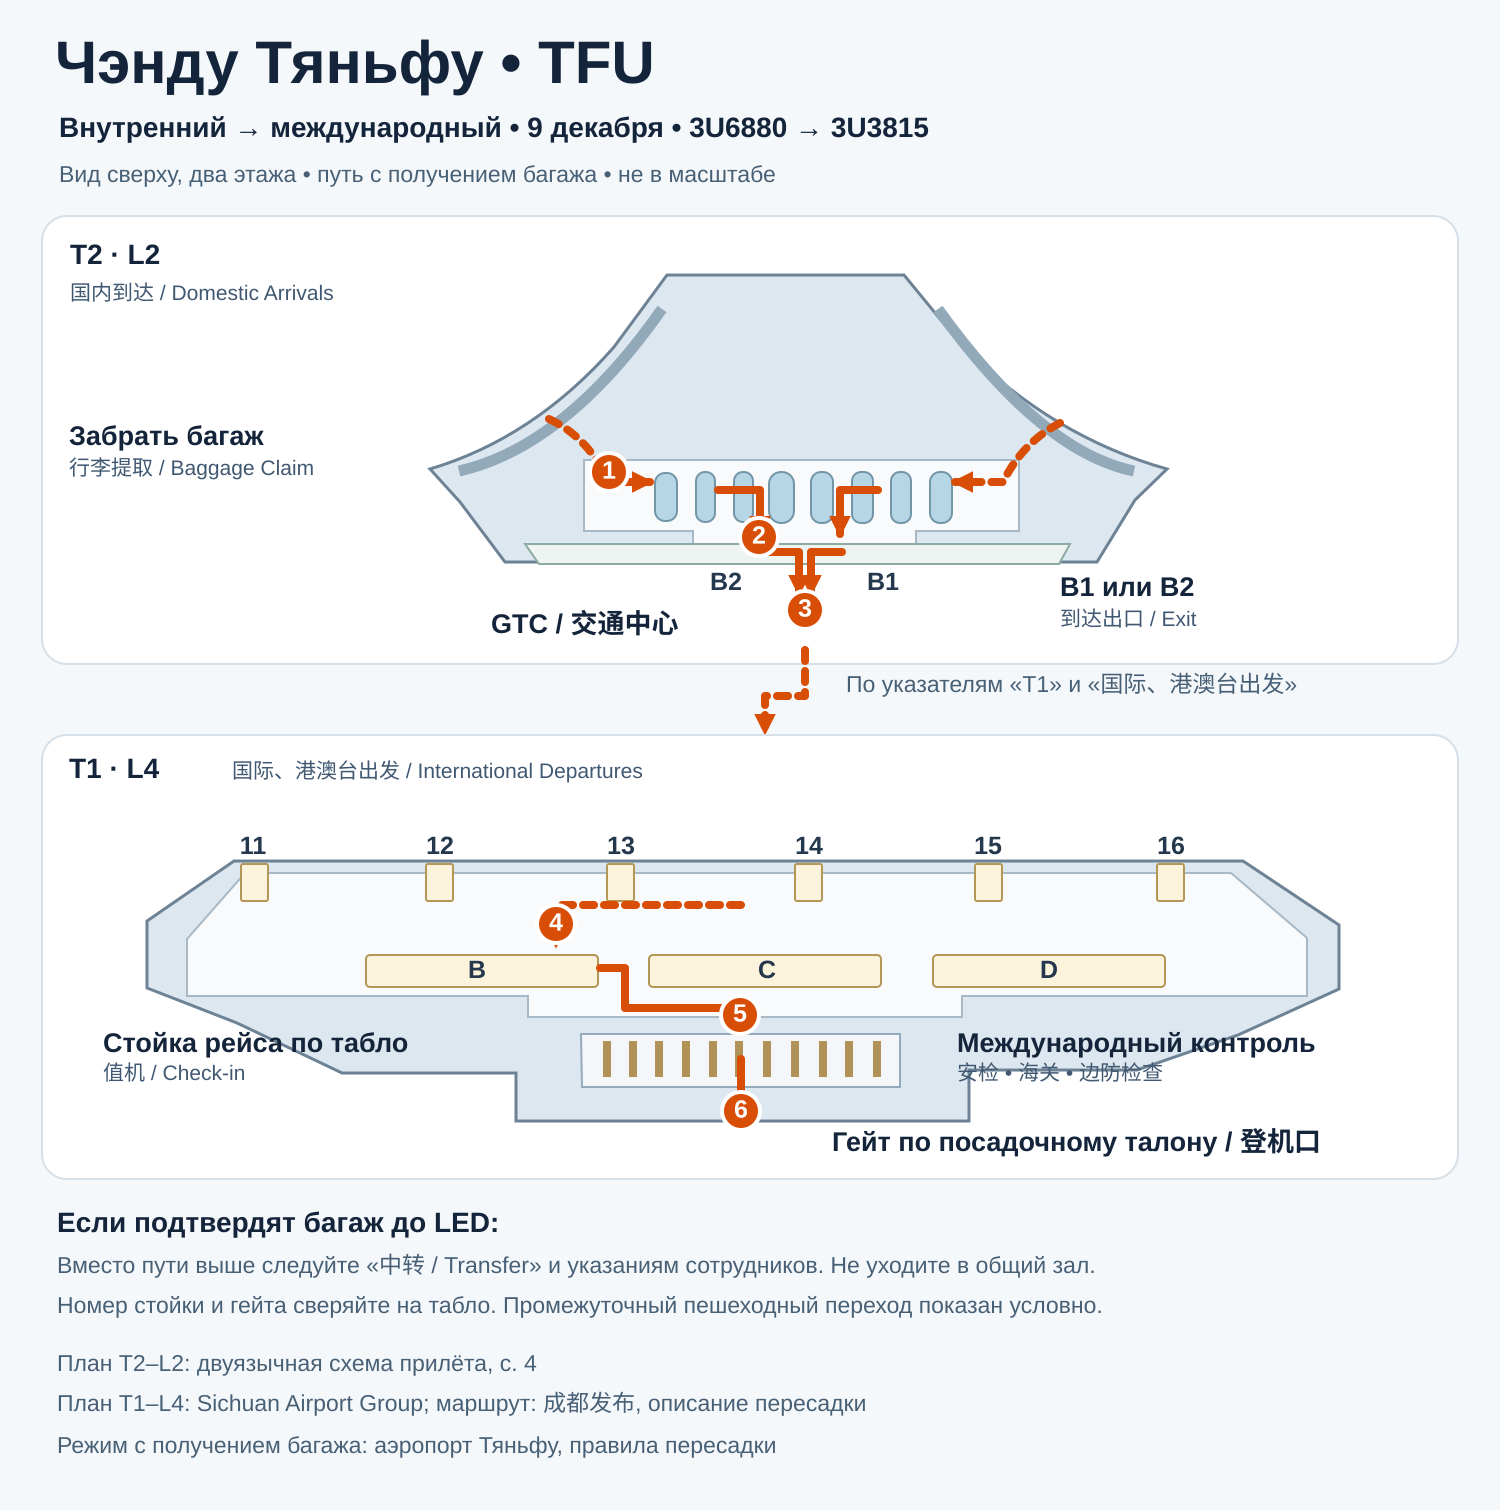 Чэнду Тяньфу • TFU
Внутренний → международный • 9 декабря • 3U6880 → 3U3815
Вид сверху, два этажа • путь с получением багажа • не в масштабе
T2 · L2
国内到达 / Domestic Arrivals
Забрать багаж
行李提取 / Baggage Claim
1
2
B2
B1
3
B1 или B2
到达出口 / Exit
GTC / 交通中心
По указателям «T1» и «国际、港澳台出发»
T1 · L4
国际、港澳台出发 / International Departures
11
12
13
14
15
16
4
B
C
D
5
Стойка рейса по табло
值机 / Check-in
Международный контроль
安检 • 海关 • 边防检查
6
Гейт по посадочному талону / 登机口
Если подтвердят багаж до LED:
Вместо пути выше следуйте «中转 / Transfer» и указаниям сотрудников. Не уходите в общий зал.
Номер стойки и гейта сверяйте на табло. Промежуточный пешеходный переход показан условно.
План T2–L2: двуязычная схема прилёта, с. 4
План T1–L4: Sichuan Airport Group; маршрут: 成都发布, описание пересадки
Режим с получением багажа: аэропорт Тяньфу, правила пересадки